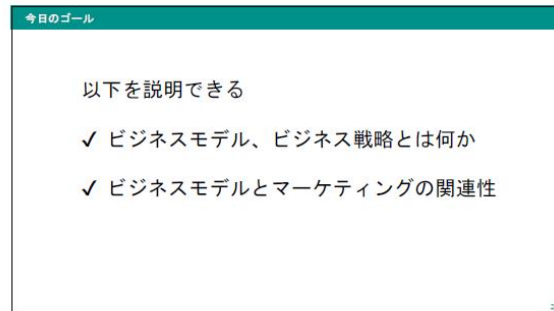 今日のゴール
以下を説明できる
✓ ビジネスモデル、ビジネス戦略とは何か
✓ ビジネスモデルとマーケティングの関連性